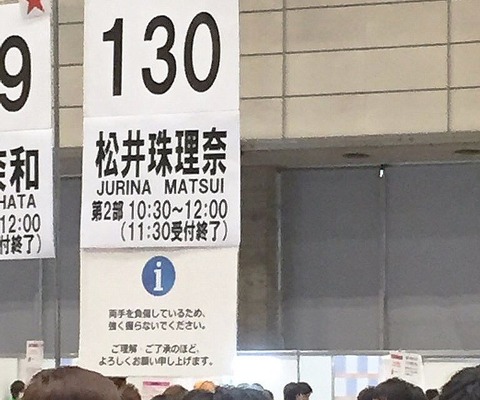 9
奈和
HATA
12:00
付終了)
130
松井珠理奈
JURINA MATSUI
第2部 10:30~12:00
(11:30受付終了)
i
両手を負傷しているため、
強く握らないでください。
ご理解・ご了承のほど、
よろしくお願い申し上げます。